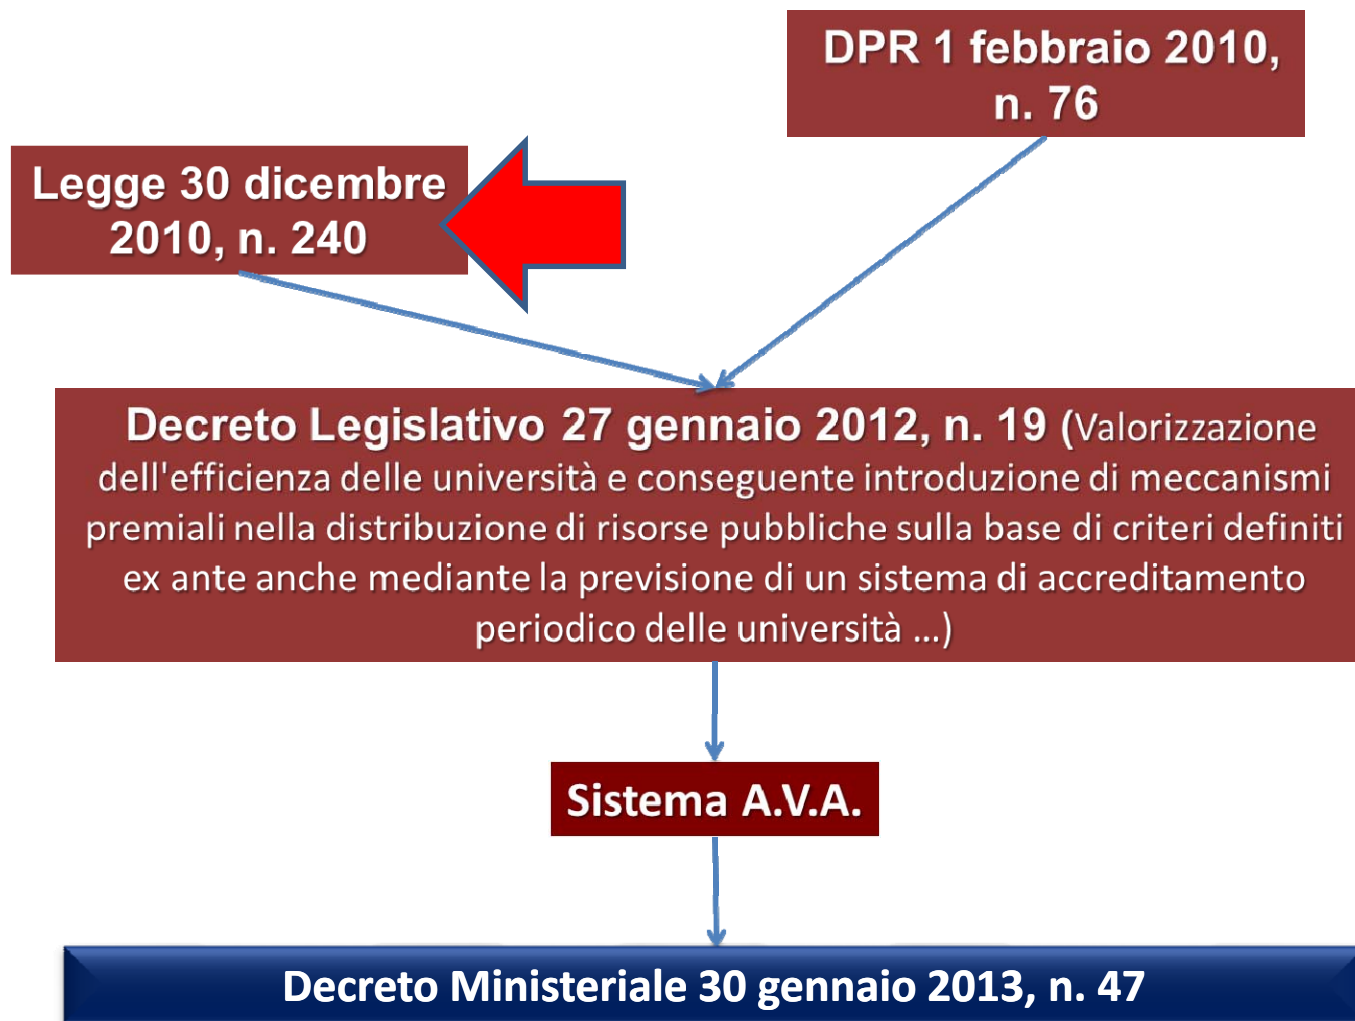 DPR 1 febbraio 2010,
n. 76
Legge 30 dicembre
2010, n. 240
Decreto Legislativo 27 gennaio 2012, n. 19 (Valorizzazione
dell'efficienza delle università e conseguente introduzione di meccanismi
premiali nella distribuzione di risorse pubbliche sulla base di criteri definiti
ex ante anche mediante la previsione di un sistema di accreditamento
periodico delle università ...)
Sistema A.V.A.
Decreto Ministeriale 30 gennaio 2013, n. 47